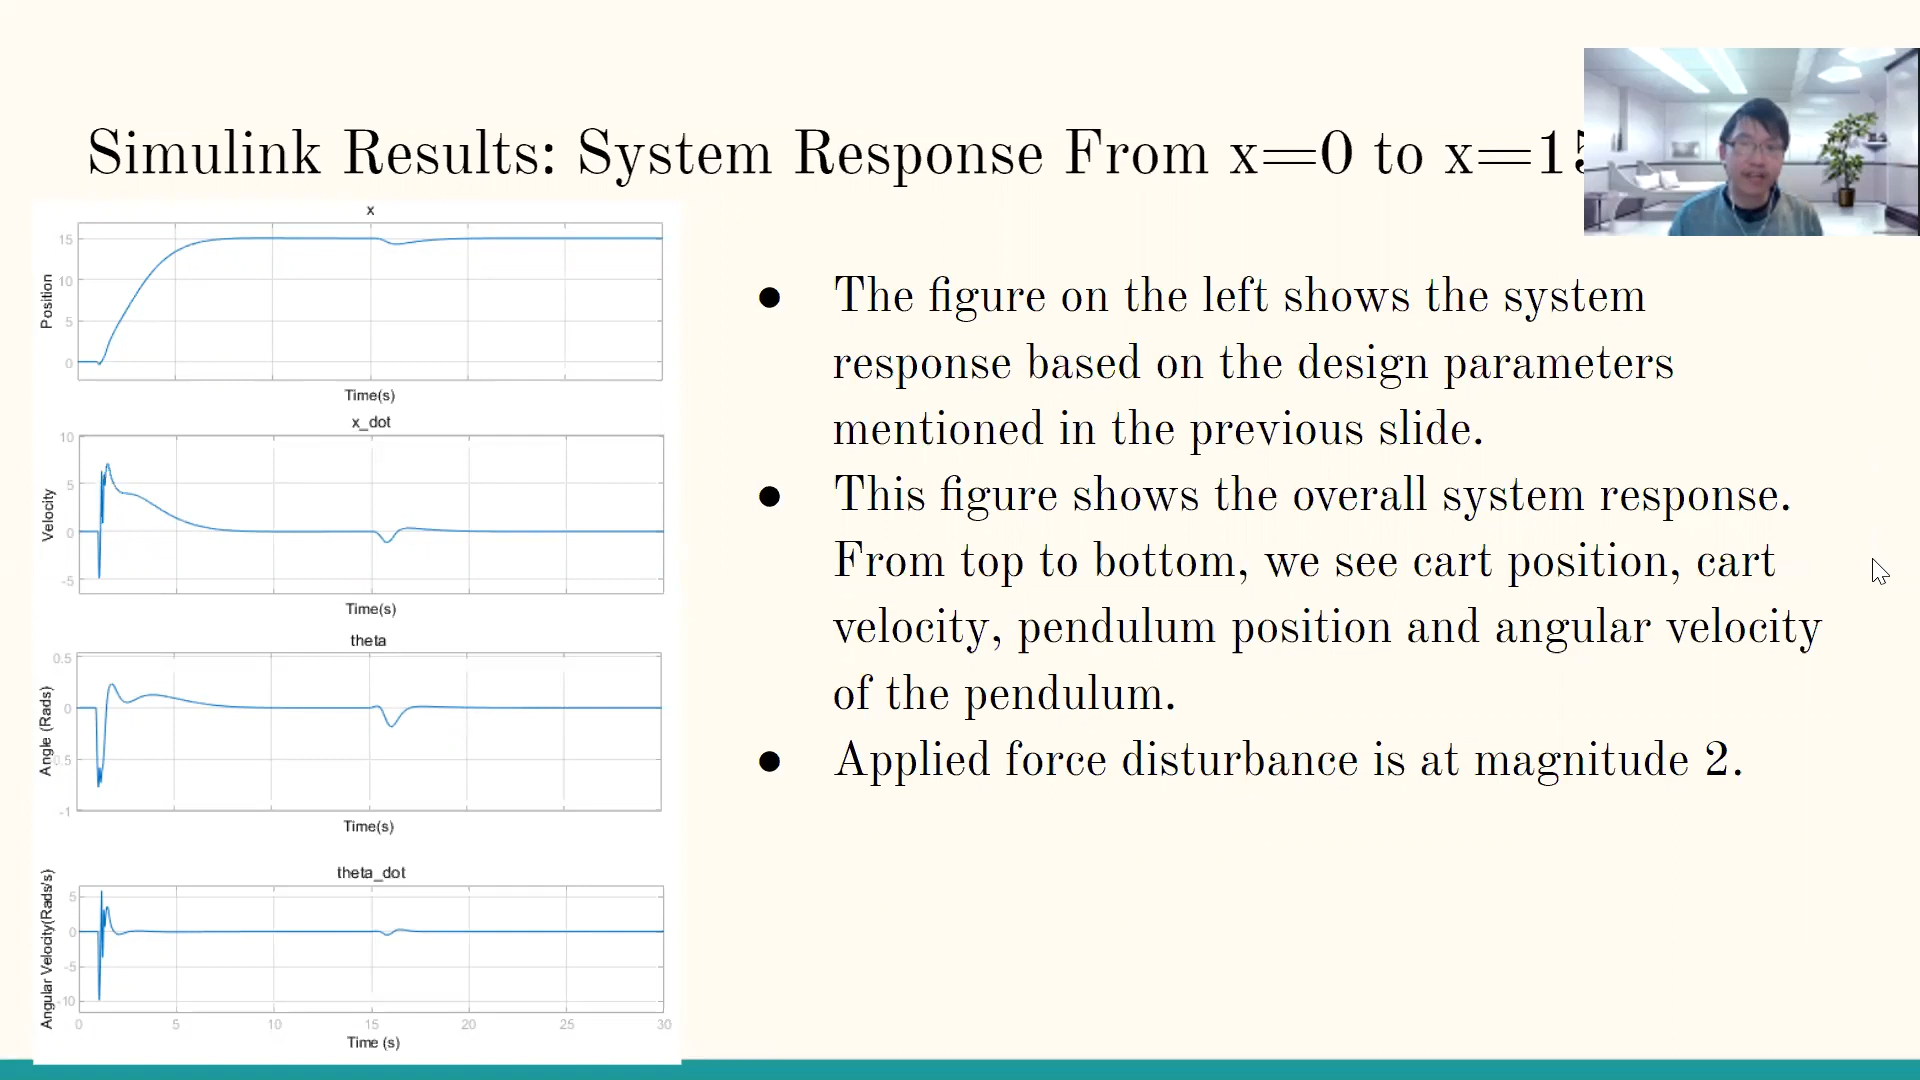 Simulink Results: System Response From x=0 to x=15
x
Position
15
10
5
0
Time(s)
x_dot
Velocity
10
5
0
-5
Time(s)
theta
Angle (Rads)
0.5
0
-0.5
-1
Time(s)
theta_dot
Angular Velocity(Rads/s)
5
0
-5
-10
0 5 10 15 20 25 30
Time (s)
● The figure on the left shows the system
response based on the design parameters
mentioned in the previous slide.
● This figure shows the overall system response.
From top to bottom, we see cart position, cart
velocity, pendulum position and angular velocity
of the pendulum.
● Applied force disturbance is at magnitude 2.